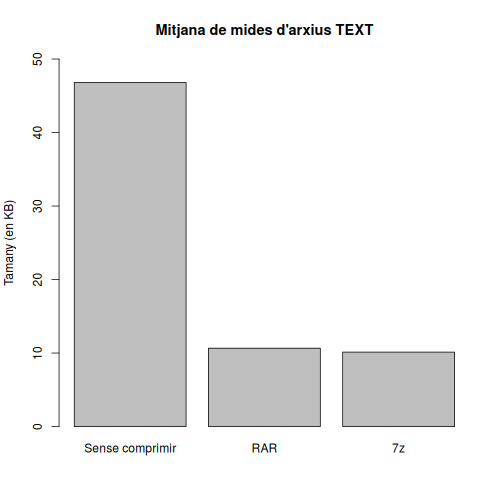 Mitjana de mides d'arxius TEXT
Tamany (en KB)
50
40
30
20
10
0
Sense comprimir
RAR
7z